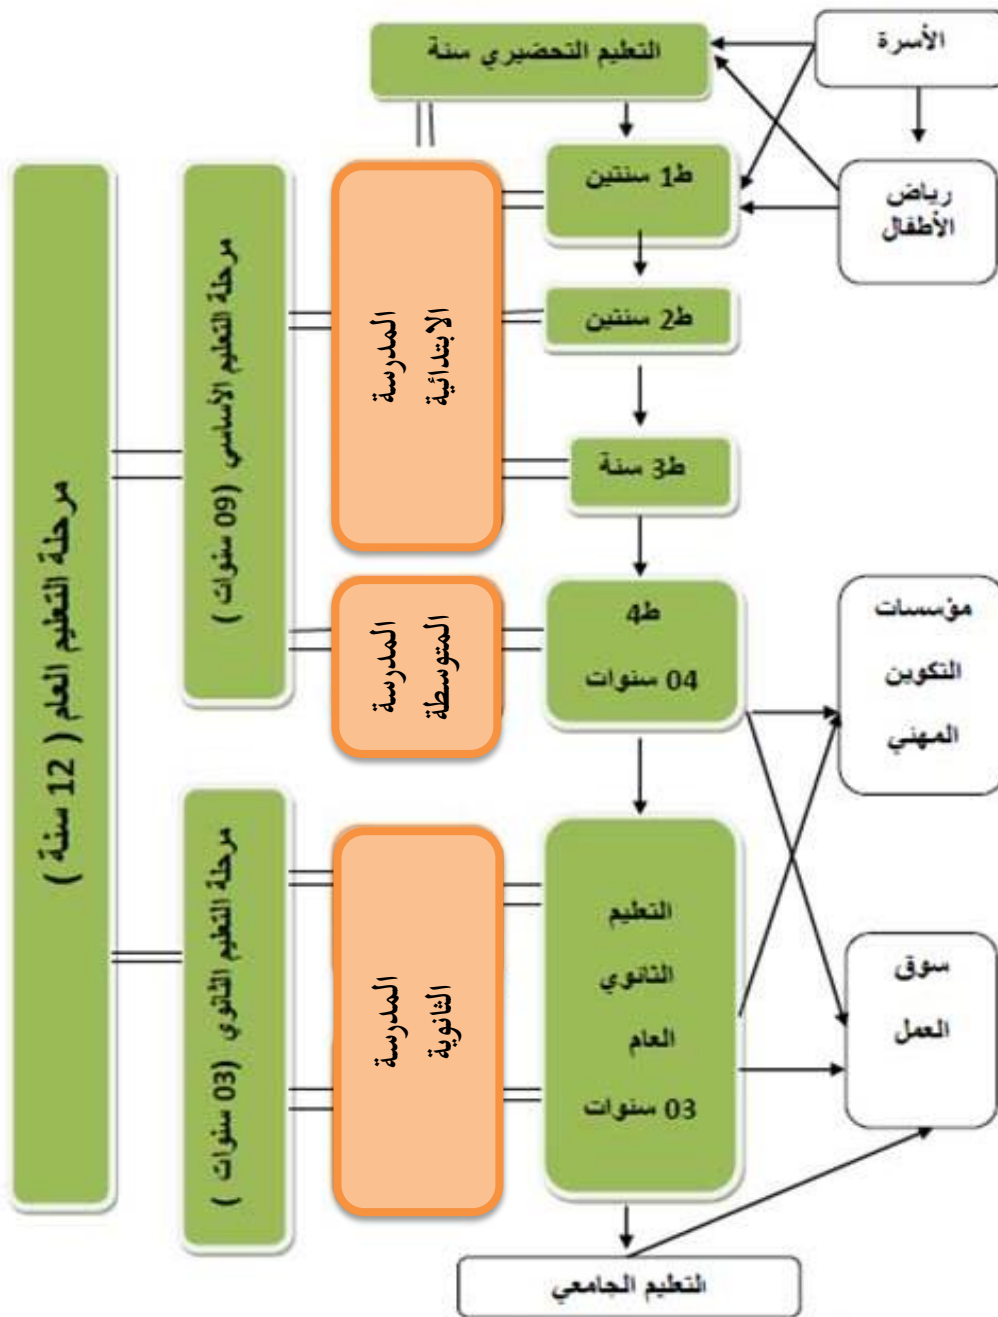 الأسرة
التعليم التحضيري سنة
رياض
الأطفال
ط1 سنتين
ط2 سنتين
ط3 سنة
ط4
04 سنوات
المدرسة
الابتدائية
المدرسة
المتوسطة
مرحلة التعليم الأساسي (09 سنوات )
مرحلة التعليم العام ( 12 سنة )
مؤسسات
التكوين
المهني
التعليم
الثانوي
العام
03 سنوات
المدرسة
الثانوية
مرحلة التعليم الثانوي (03 سنوات )
سوق
العمل
التعليم الجامعي